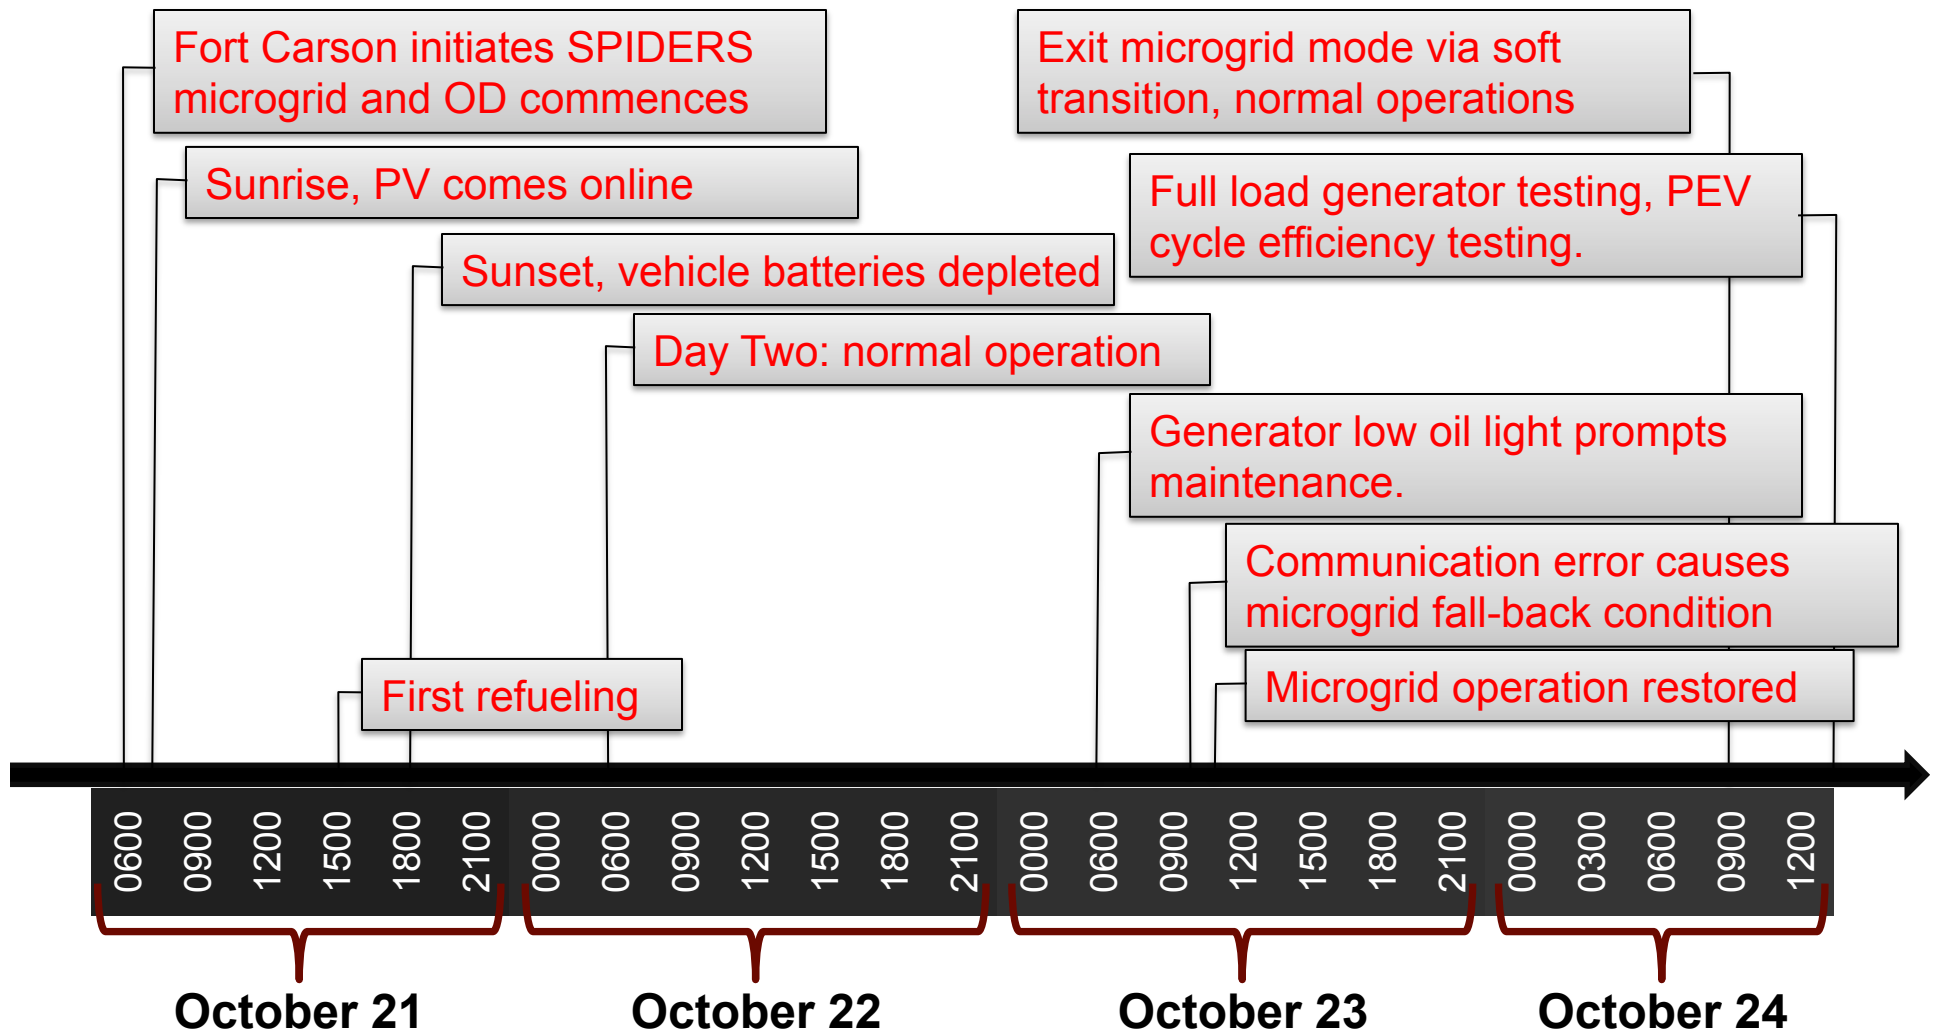 Fort Carson initiates SPIDERS
microgrid and OD commences
Exit microgrid mode via soft
transition, normal operations
Sunrise, PV comes online
Full load generator testing, PEV
cycle efficiency testing.
Sunset, vehicle batteries depleted
Day Two: normal operation
Generator low oil light prompts
maintenance.
Communication error causes
microgrid fall-back condition
First refueling
Microgrid operation restored
0600
0900
1200
1500
1800
2100
0000
0600
0900
1200
1500
1800
2100
0000
0600
0900
1200
1500
1800
2100
0000
0300
0600
0900
1200
October 21
October 22
October 23
October 24